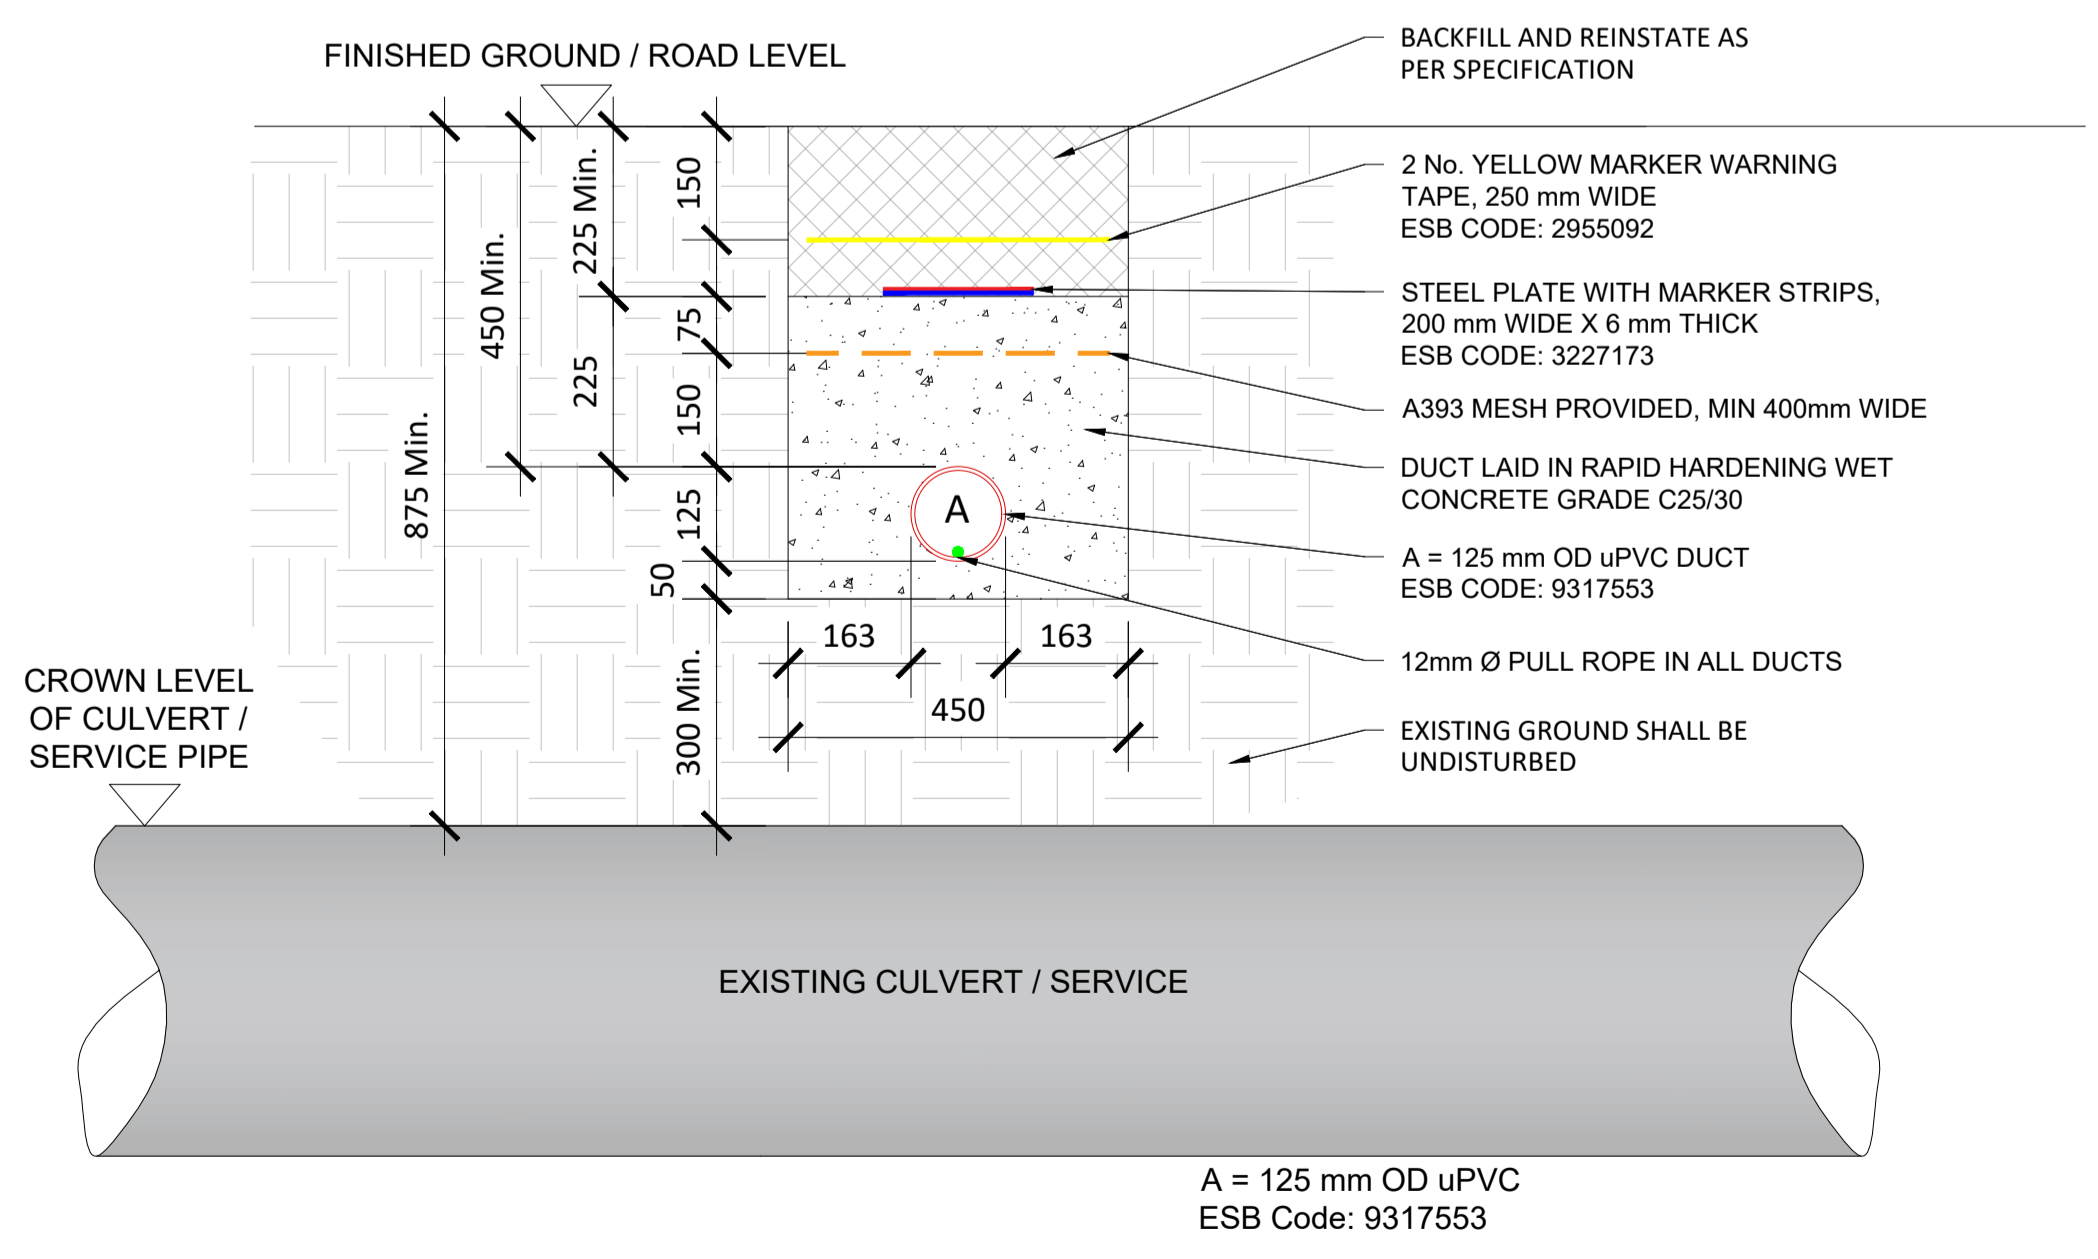 FINISHED GROUND / ROAD LEVEL
BACKFILL AND REINSTATE AS
PER SPECIFICATION
2 No. YELLOW MARKER WARNING
TAPE, 250 mm WIDE
ESB CODE: 2955092
STEEL PLATE WITH MARKER STRIPS,
200 mm WIDE X 6 mm THICK
ESB CODE: 3227173
A393 MESH PROVIDED, MIN 400mm WIDE
DUCT LAID IN RAPID HARDENING WET
CONCRETE GRADE C25/30
A = 125 mm OD uPVC DUCT
ESB CODE: 9317553
12mm Ø PULL ROPE IN ALL DUCTS
EXISTING GROUND SHALL BE
UNDISTURBED
875 Min.
450 Min.
225 Min.
225
150
75
150
125
50
300 Min.
A
163
163
450
CROWN LEVEL
OF CULVERT /
SERVICE PIPE
EXISTING CULVERT / SERVICE
A = 125 mm OD uPVC
ESB Code: 9317553